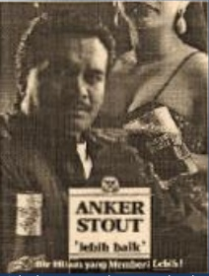 ANKER
STOUT
"lebih baik"
Bir Hitam yang Memberi Lebih!